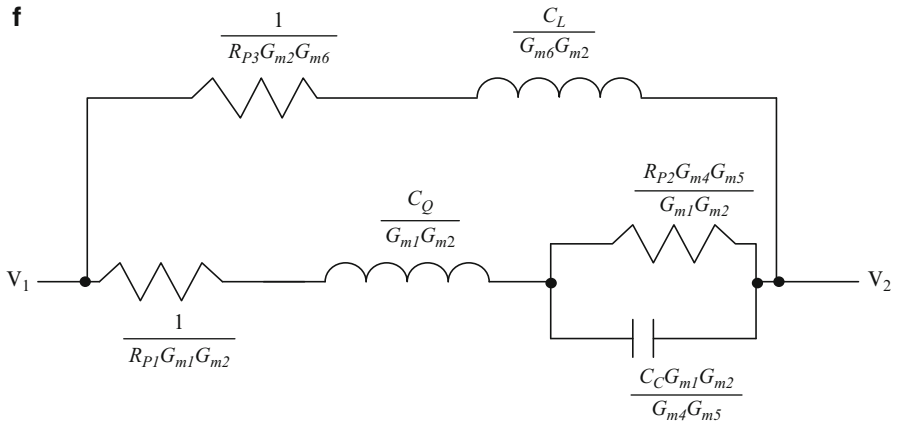 f
1 / (R_{P3}G_{m2}G_{m6})
C_L / (G_{m6}G_{m2})
R_{P2}G_{m4}G_{m5} / (G_{m1}G_{m2})
C_Q / (G_{m1}G_{m2})
V_1
V_2
1 / (R_{P1}G_{m1}G_{m2})
C_C G_{m1}G_{m2} / (G_{m4}G_{m5})